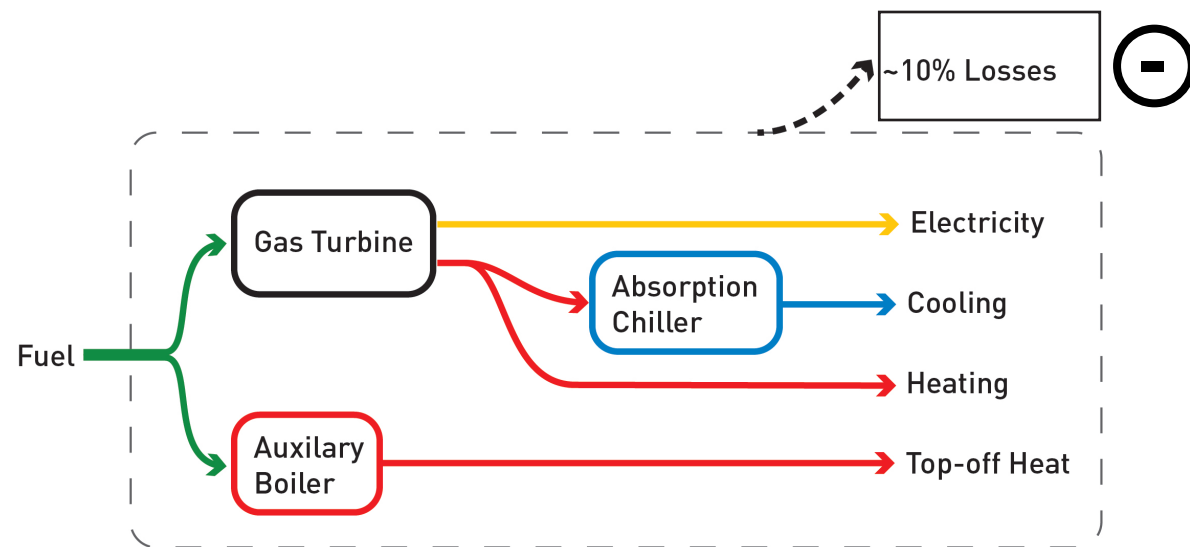 ~10% Losses
-
Gas Turbine
Electricity
Absorption
Chiller
Cooling
Fuel
Heating
Auxilary
Boiler
Top-off Heat